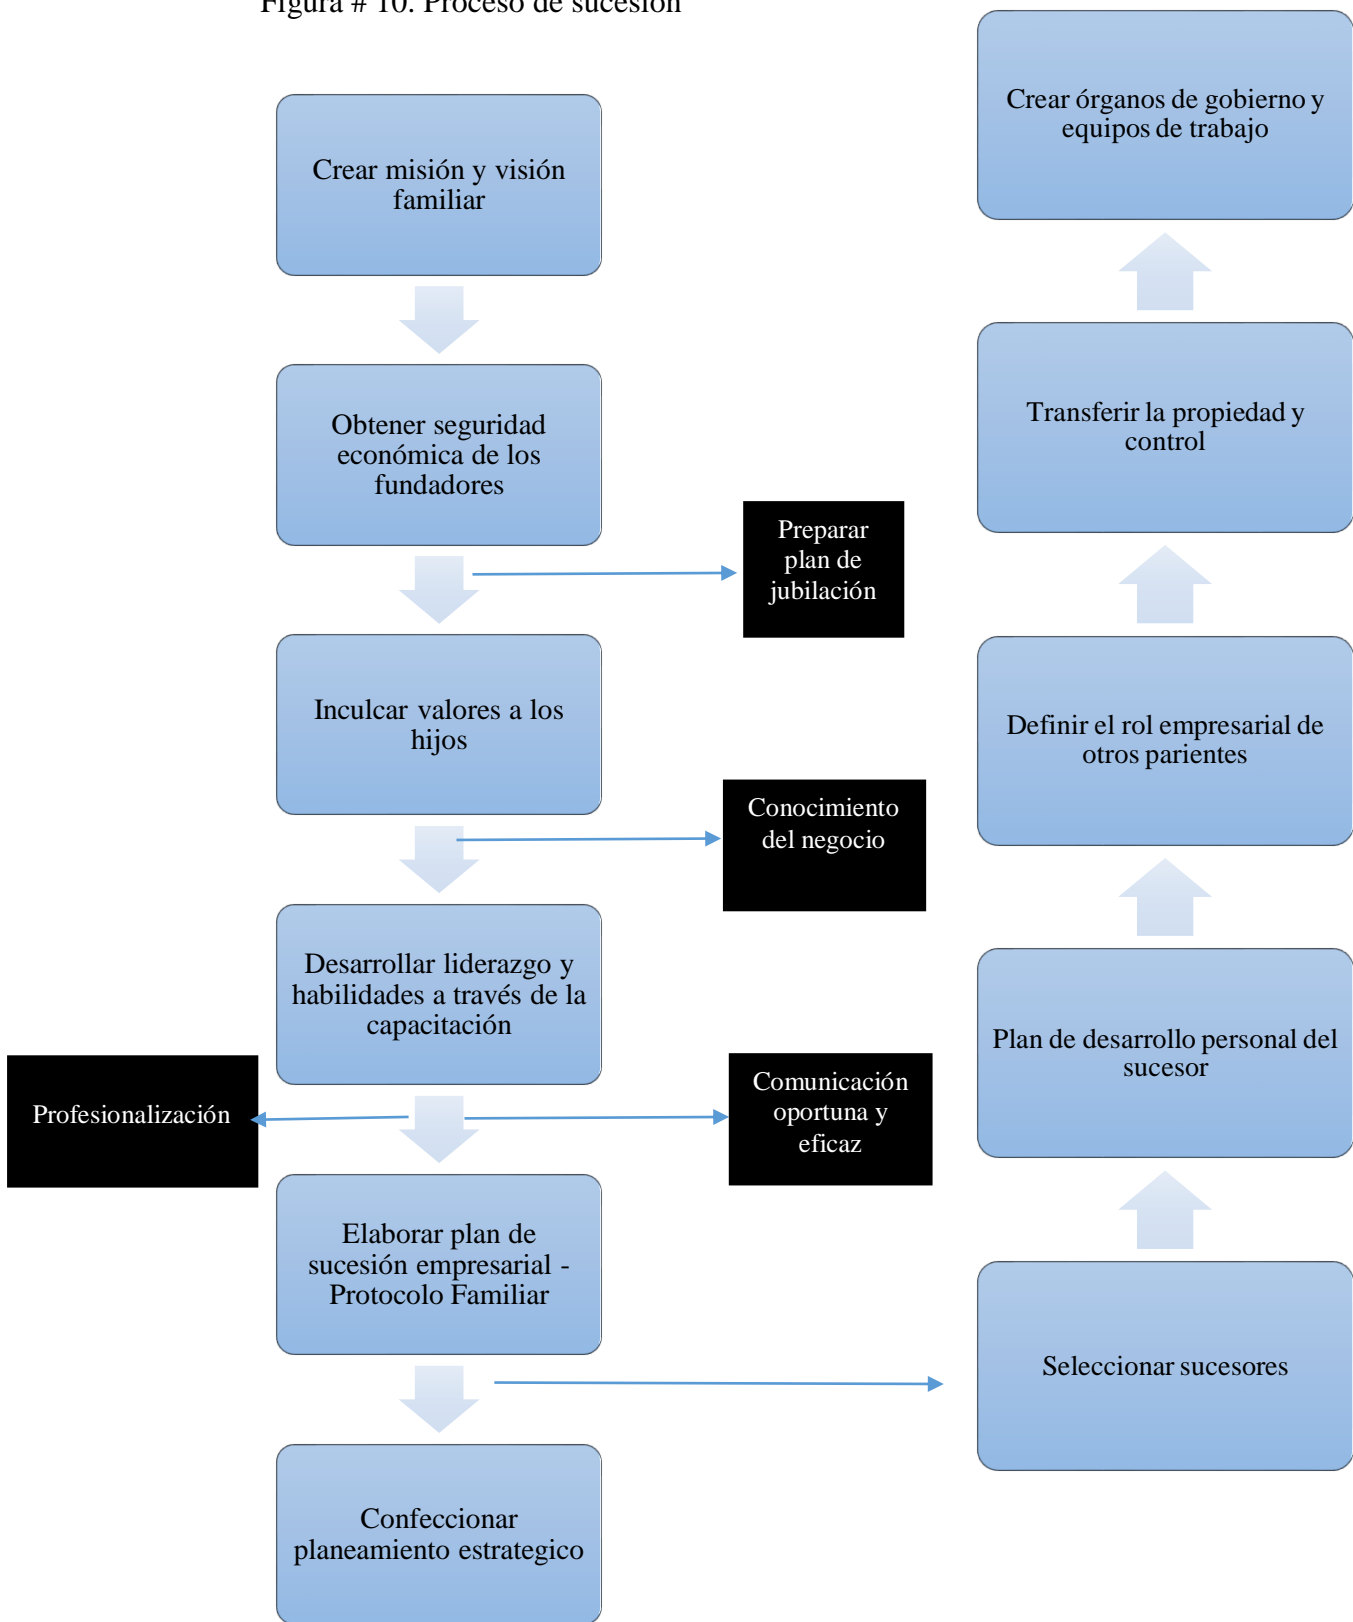 Figura # 10. Proceso de sucesión
Crear misión y visión
familiar
Obtener seguridad
económica de los
fundadores
Preparar
plan de
jubilación
Inculcar valores a los
hijos
Conocimiento
del negocio
Desarrollar liderazgo y
habilidades a través de la
capacitación
Profesionalización
Comunicación
oportuna y
eficaz
Elaborar plan de
sucesión empresarial -
Protocolo Familiar
Confeccionar
planeamiento estrategico
Seleccionar sucesores
Plan de desarrollo personal del
sucesor
Definir el rol empresarial de
otros parientes
Transferir la propiedad y
control
Crear órganos de gobierno y
equipos de trabajo